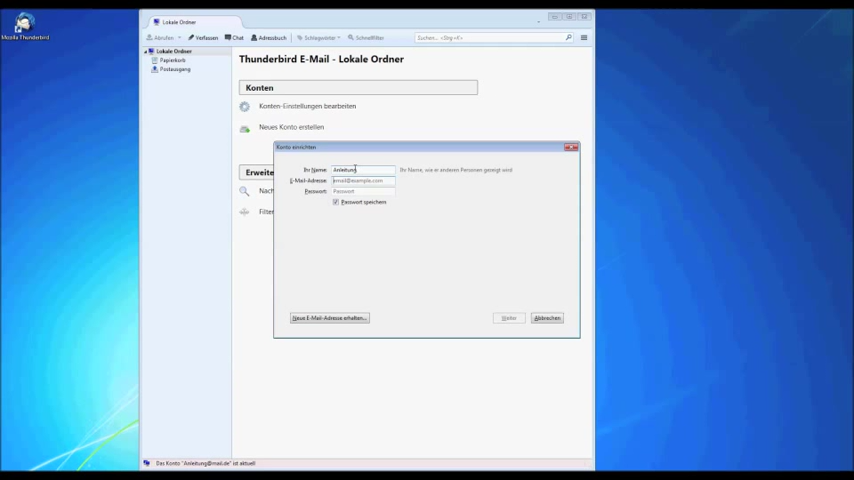 Mozilla Thunderbird
Lokale Ordner
Abrufen
Verfassen
Chat
Adressbuch
Schlagwörter
Schnellfilter
Suchen... <Strg+K>
Lokale Ordner
Papierkorb
Postausgang
Thunderbird E-Mail - Lokale Ordner
Konten
Konten-Einstellungen bearbeiten
Neues Konto erstellen
Erweite
Nach
Filter
Konto einrichten
Ihr Name: Anleitung Ihr Name, wie er anderen Personen gezeigt wird
E-Mail-Adresse: email@example.com
Passwort: Passwort
Passwort speichern
Neue E-Mail-Adresse erhalten...
Weiter
Abbrechen
Das Konto "Anleitung@mail.de" ist aktuell